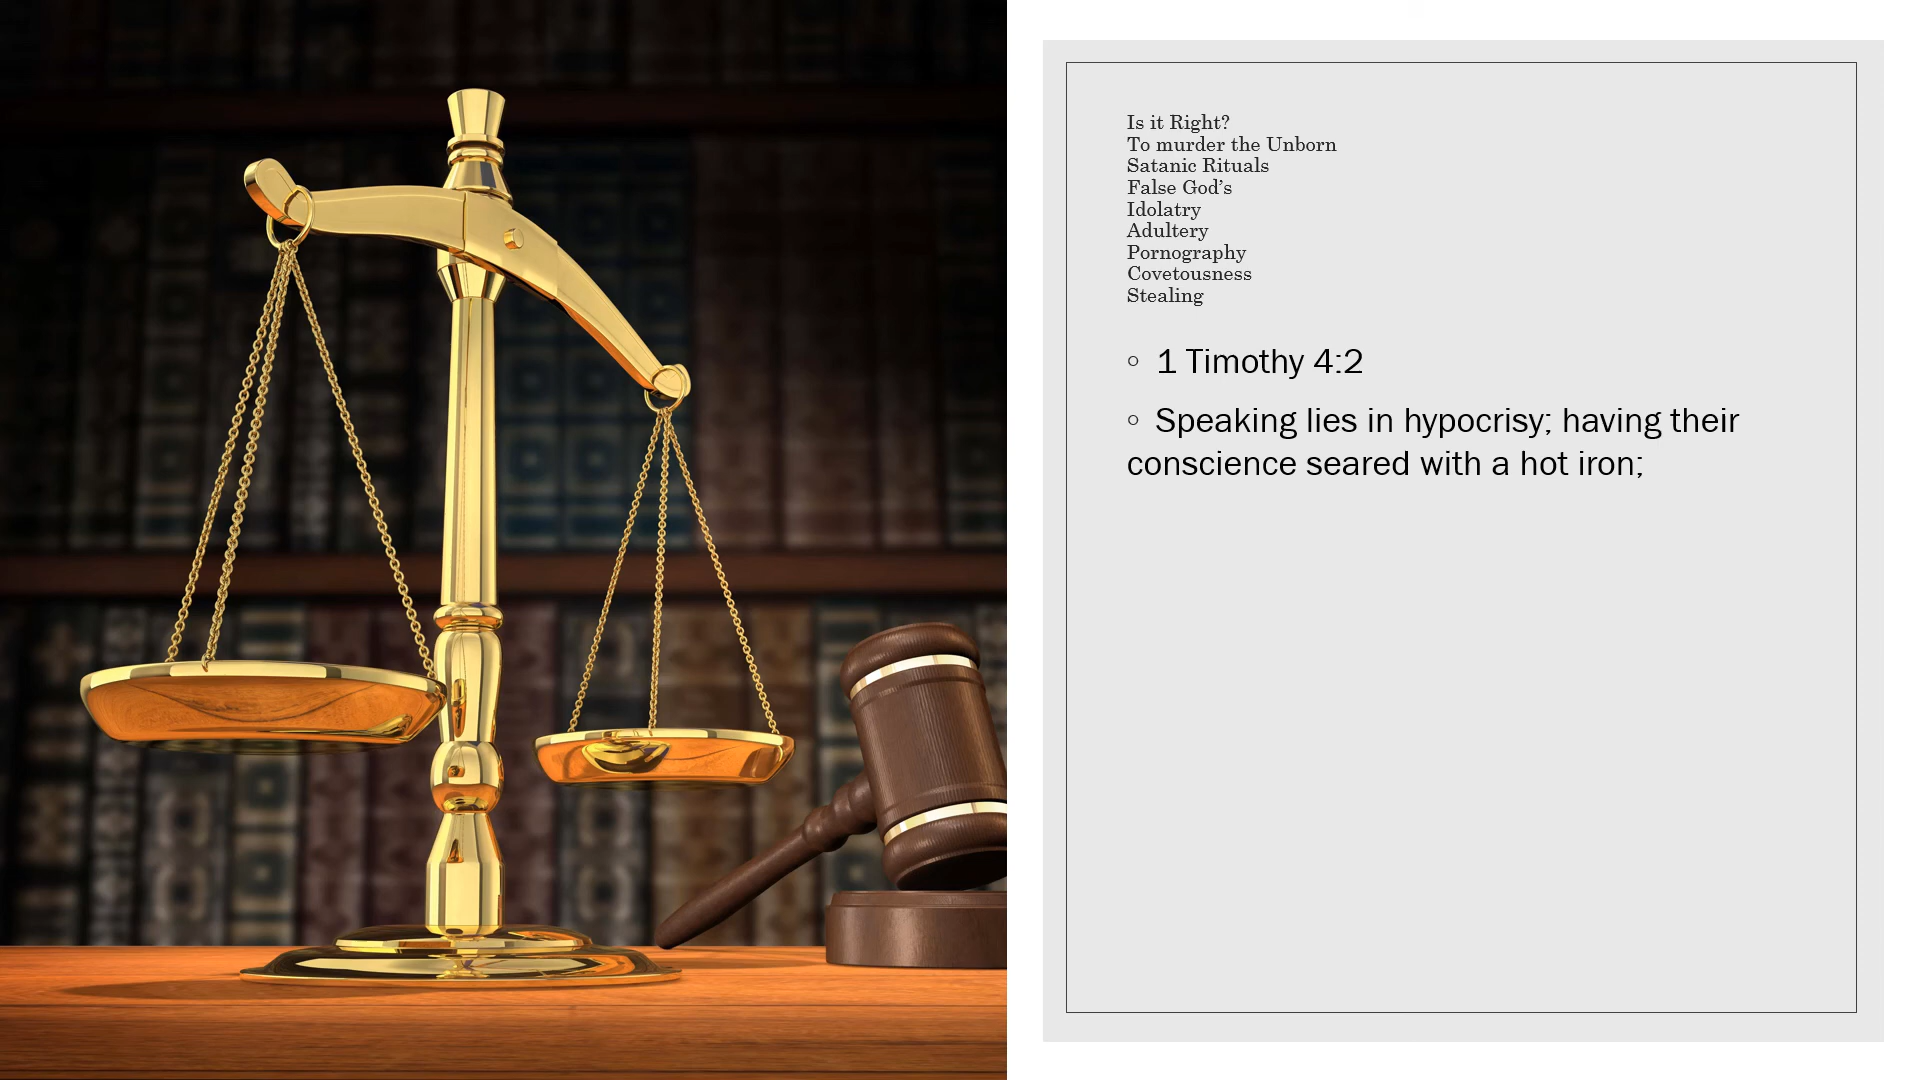 Is it Right?
To murder the Unborn
Satanic Rituals
False God’s
Idolatry
Adultery
Pornography
Covetousness
Stealing
○ 1 Timothy 4:2
○ Speaking lies in hypocrisy; having their
conscience seared with a hot iron;